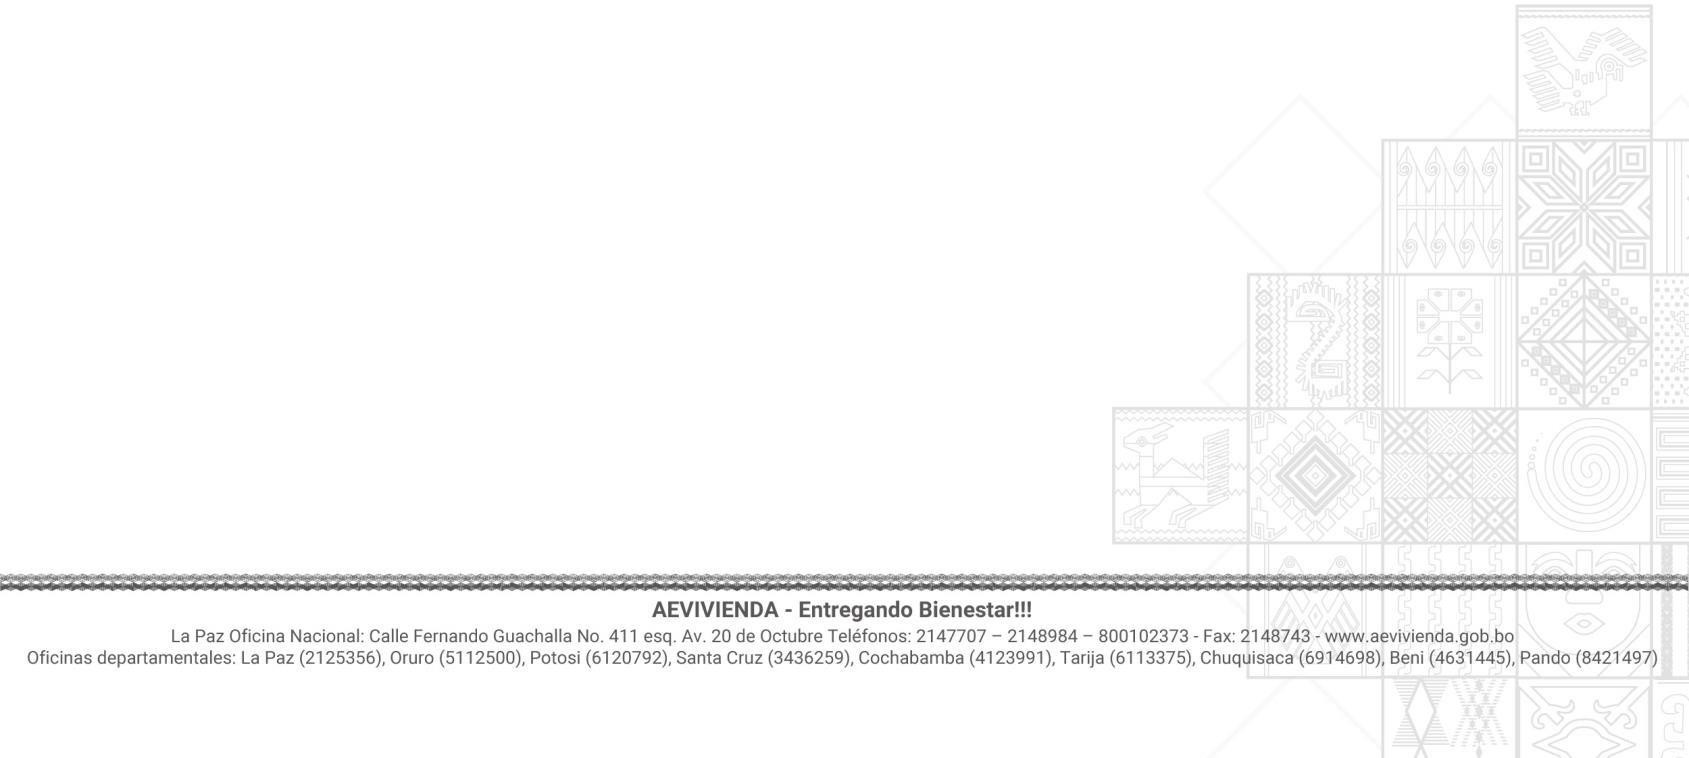 AEVIVIENDA - Entregando Bienestar!!!
La Paz Oficina Nacional: Calle Fernando Guachalla No. 411 esq. Av. 20 de Octubre Teléfonos: 2147707 – 2148984 – 800102373 - Fax: 2148743 - www.aevivienda.gob.bo
Oficinas departamentales: La Paz (2125356), Oruro (5112500), Potosi (6120792), Santa Cruz (3436259), Cochabamba (4123991), Tarija (6113375), Chuquisaca (6914698), Beni (4631445), Pando (8421497)